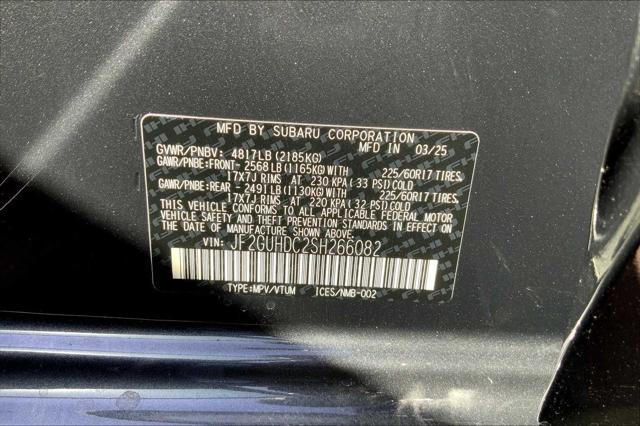 MFD BY SUBARU CORPORATION
GVWR/PNBV: 4817LB (2185KG) MFD IN 03/25
GAWR/PNBE:FRONT - 2568LB (1165KG)WITH 225/60R17 TIRES.
17X7J RIMS AT 230 KPA (33 PSI)COLD
GAWR/PNBE:REAR - 2491LB(1130KG)WITH 225/60R17 TIRES.
17X7J RIMS AT 220 KPA (32 PSI)COLD
THIS VEHICLE CONFORMS TO ALL APPLICABLE FEDERAL MOTOR
VEHICLE SAFETY AND THEFT PREVENTION STANDARDS IN EFFECT ON
THE DATE OF MANUFACTURE SHOWN ABOVE.
VIN: JF2GUHDC2SH266082
TYPE:MPV/VTUM ICES/NMB-002